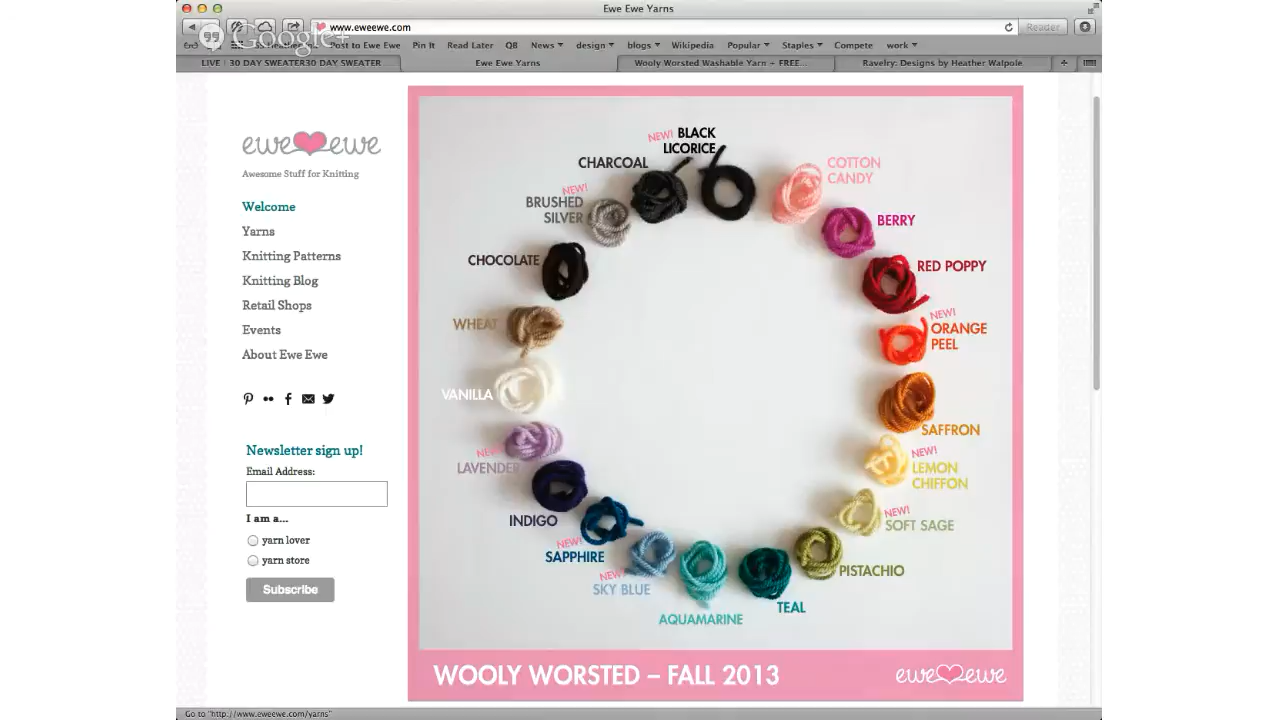 Ewe Ewe Yarns
www.eweewe.com
Reader
Google+
Post to Ewe Ewe Pin It Read Later QB News design blogs Wikipedia Popular Staples Compete work
LIVE | 30 DAY SWEATER30 DAY SWEATER
Ewe Ewe Yarns
Wooly Worsted Washable Yarn – FREE...
Ravelry: Designs by Heather Walpole
ewe ewe
Awesome Stuff for Knitting
Welcome
Yarns
Knitting Patterns
Knitting Blog
Retail Shops
Events
About Ewe Ewe
Newsletter sign up!
Email Address:
I am a...
yarn lover
yarn store
Subscribe
NEW! BLACK
LICORICE
COTTON
CANDY
BERRY
RED POPPY
NEW!
ORANGE
PEEL
SAFFRON
NEW!
LEMON
CHIFFON
NEW!
SOFT SAGE
PISTACHIO
TEAL
AQUAMARINE
NEW!
SKY BLUE
NEW!
SAPPHIRE
INDIGO
NEW!
LAVENDER
VANILLA
WHEAT
CHOCOLATE
NEW!
BRUSHED
SILVER
CHARCOAL
WOOLY WORSTED – FALL 2013
ewe ewe
Go to "http://www.eweewe.com/yarns"